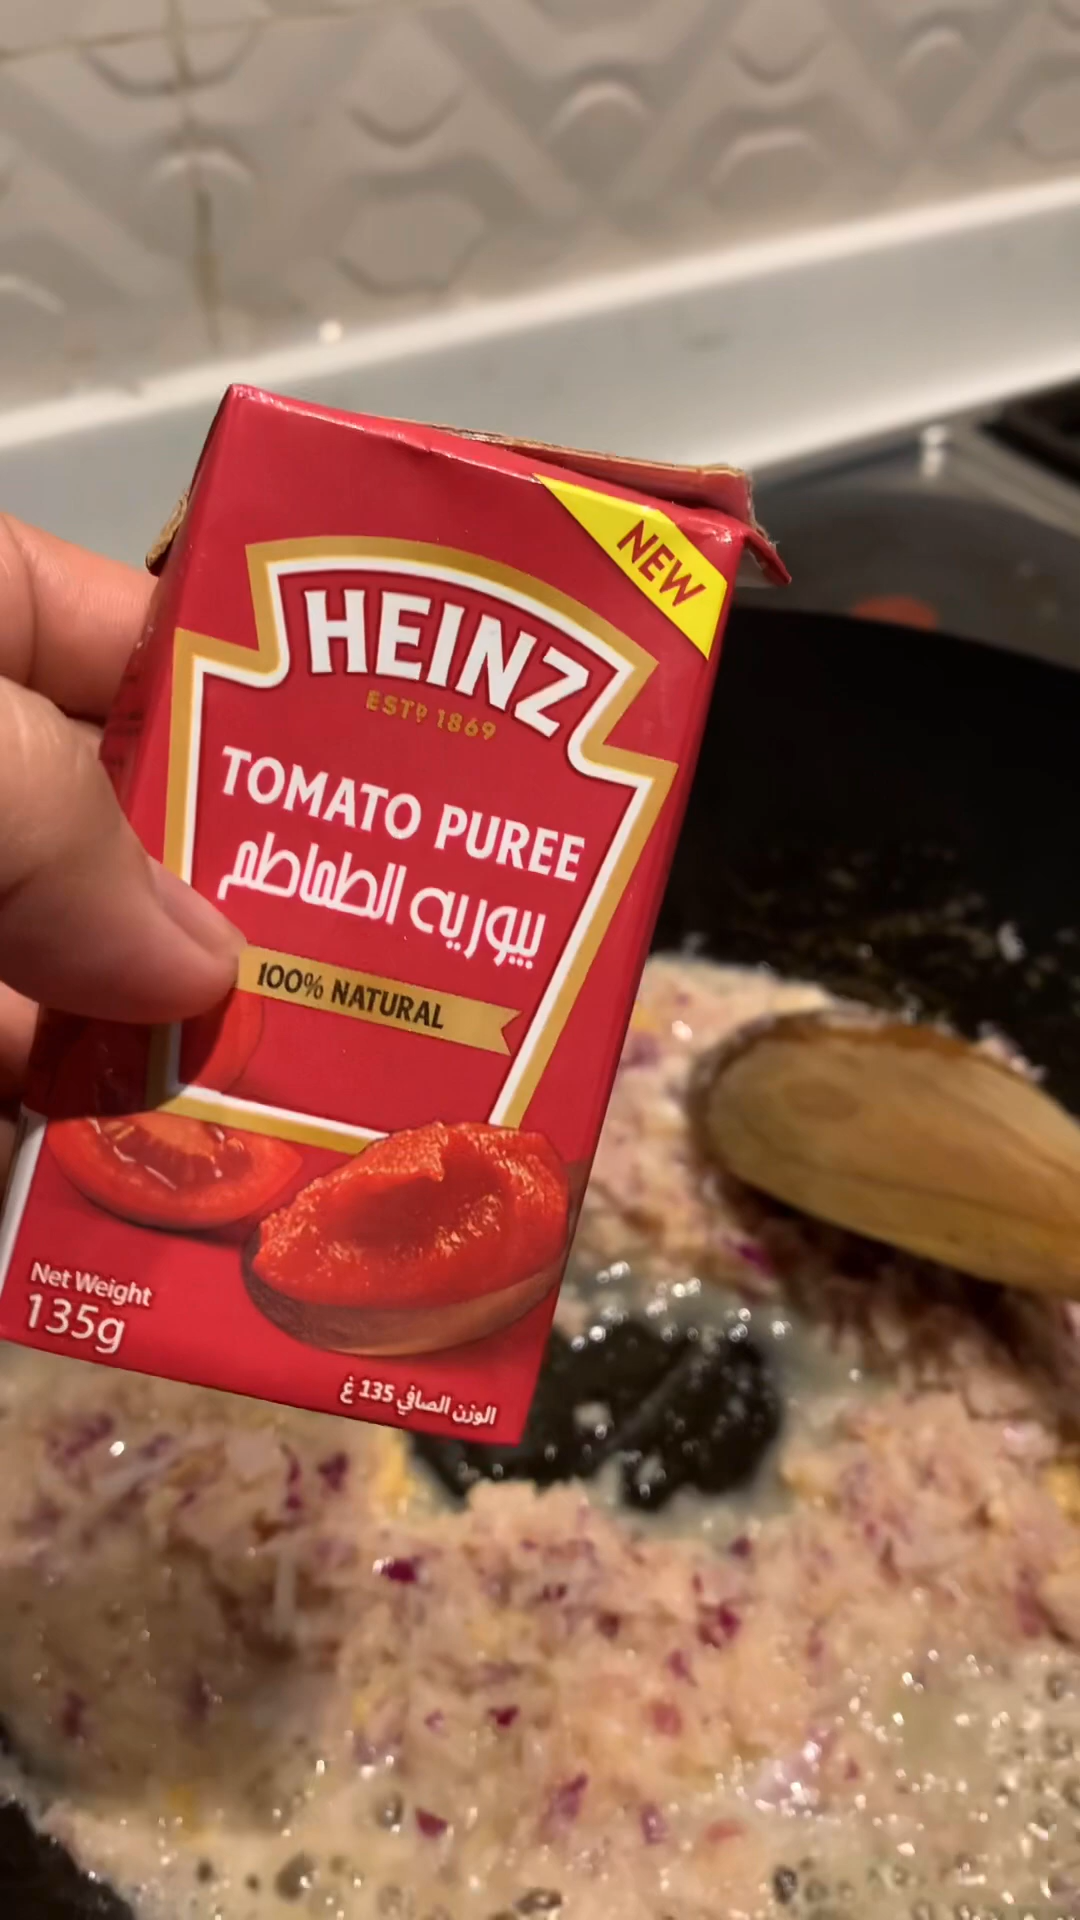 NEW
HEINZ
ESTD 1869
TOMATO PUREE
بيوريه الطماطم
100% NATURAL
Net Weight
135g
الوزن الصافي 135 غ